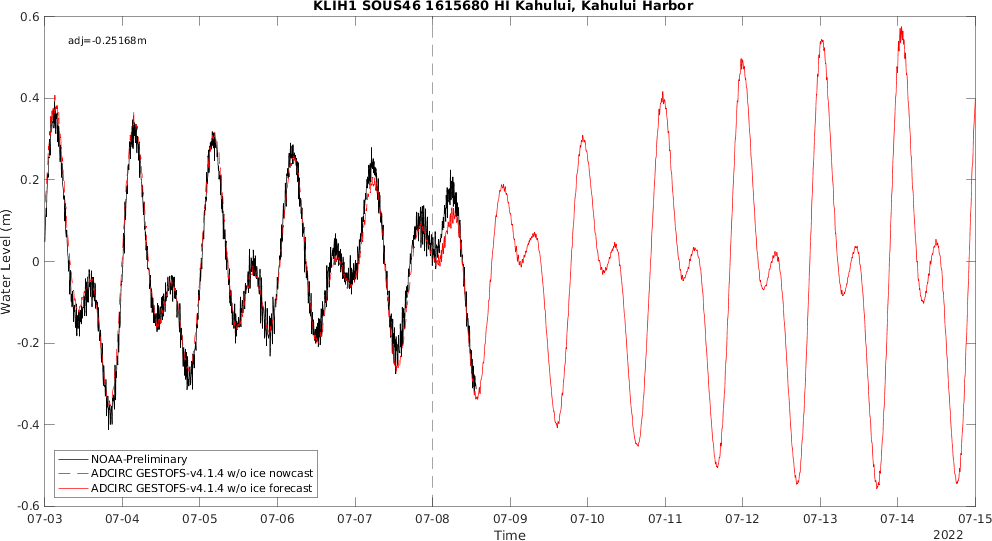 KLIH1 SOUS46 1615680 HI Kahului, Kahului Harbor
adj=-0.25168m
0.6
0.4
0.2
0
-0.2
-0.4
-0.6
Water Level (m)
NOAA-Preliminary
ADCIRC GESTOFS-v4.1.4 w/o ice nowcast
ADCIRC GESTOFS-v4.1.4 w/o ice forecast
07-03 07-04 07-05 07-06 07-07 07-08 07-09 07-10 07-11 07-12 07-13 07-14 07-15
Time
2022